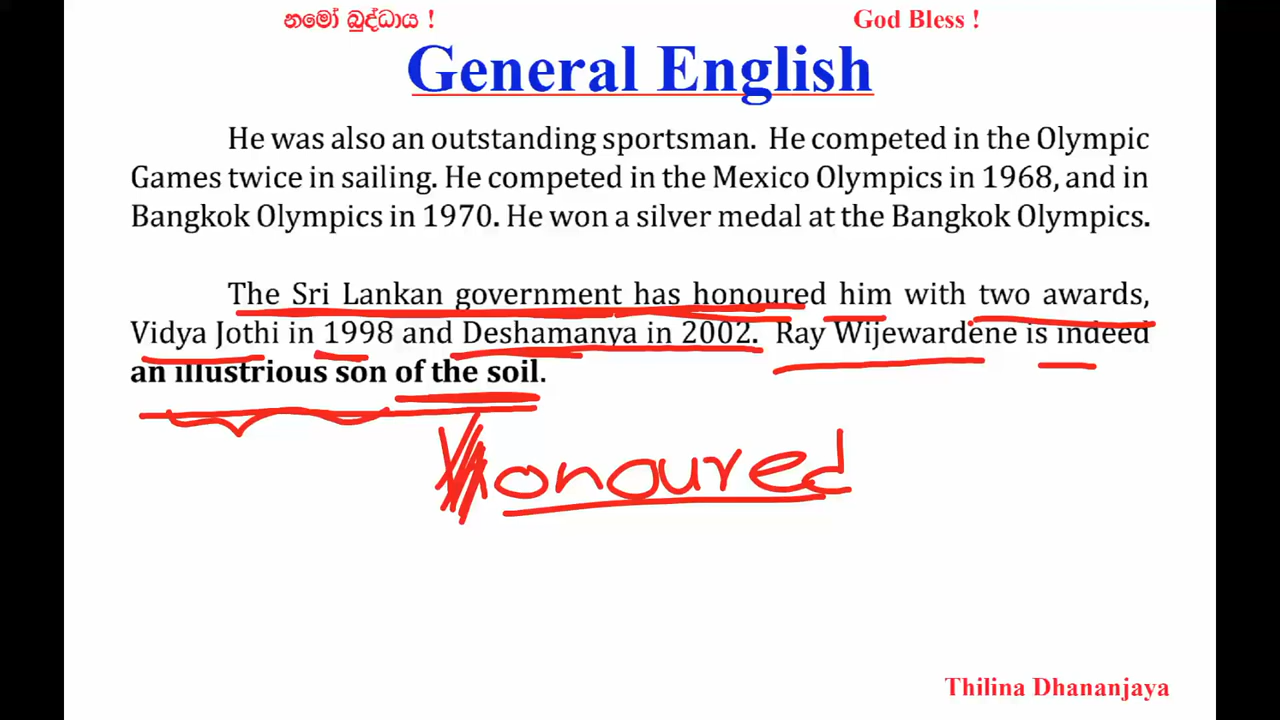 නමෝ බුද්ධාය !
God Bless !
General English
He was also an outstanding sportsman. He competed in the Olympic
Games twice in sailing. He competed in the Mexico Olympics in 1968, and in
Bangkok Olympics in 1970. He won a silver medal at the Bangkok Olympics.
The Sri Lankan government has honoured him with two awards,
Vidya Jothi in 1998 and Deshamanya in 2002. Ray Wijewardene is indeed
an illustrious son of the soil.
Honoured
Thilina Dhananjaya